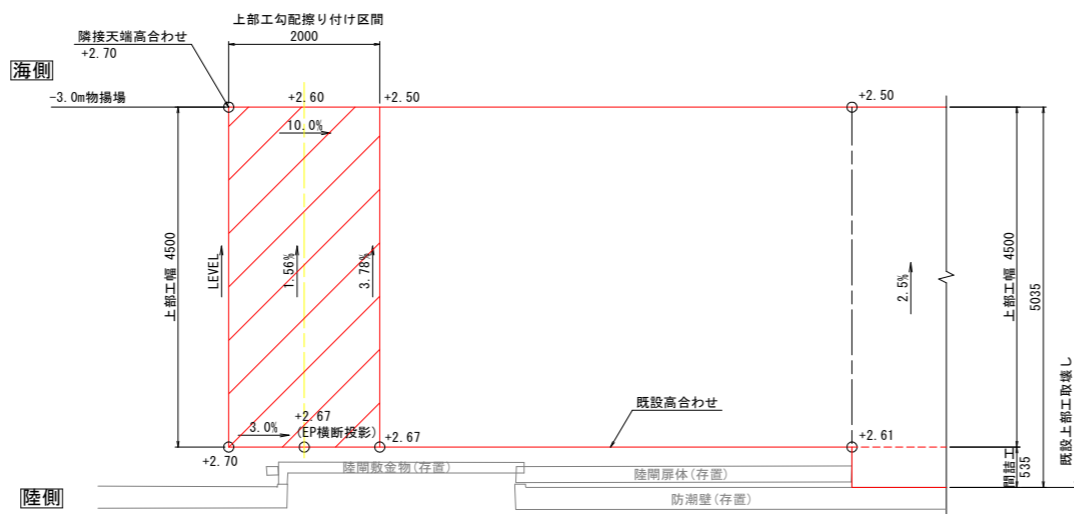 上部工勾配擦り付け区間
2000
隣接天端高合わせ
+2.70
海側
-3.0m物揚場
+2.60
+2.50
+2.50
10.0%
上部工幅 4500
LEVEL
1.56%
3.78%
2.5%
上部工幅 4500
5035
既設上部工取壊し
3.0%
+2.67
(EP横断投影)
+2.67
既設高合わせ
+2.61
+2.70
陸閘敷金物(存置)
陸閘扉体(存置)
間詰工
535
陸側
防潮壁(存置)